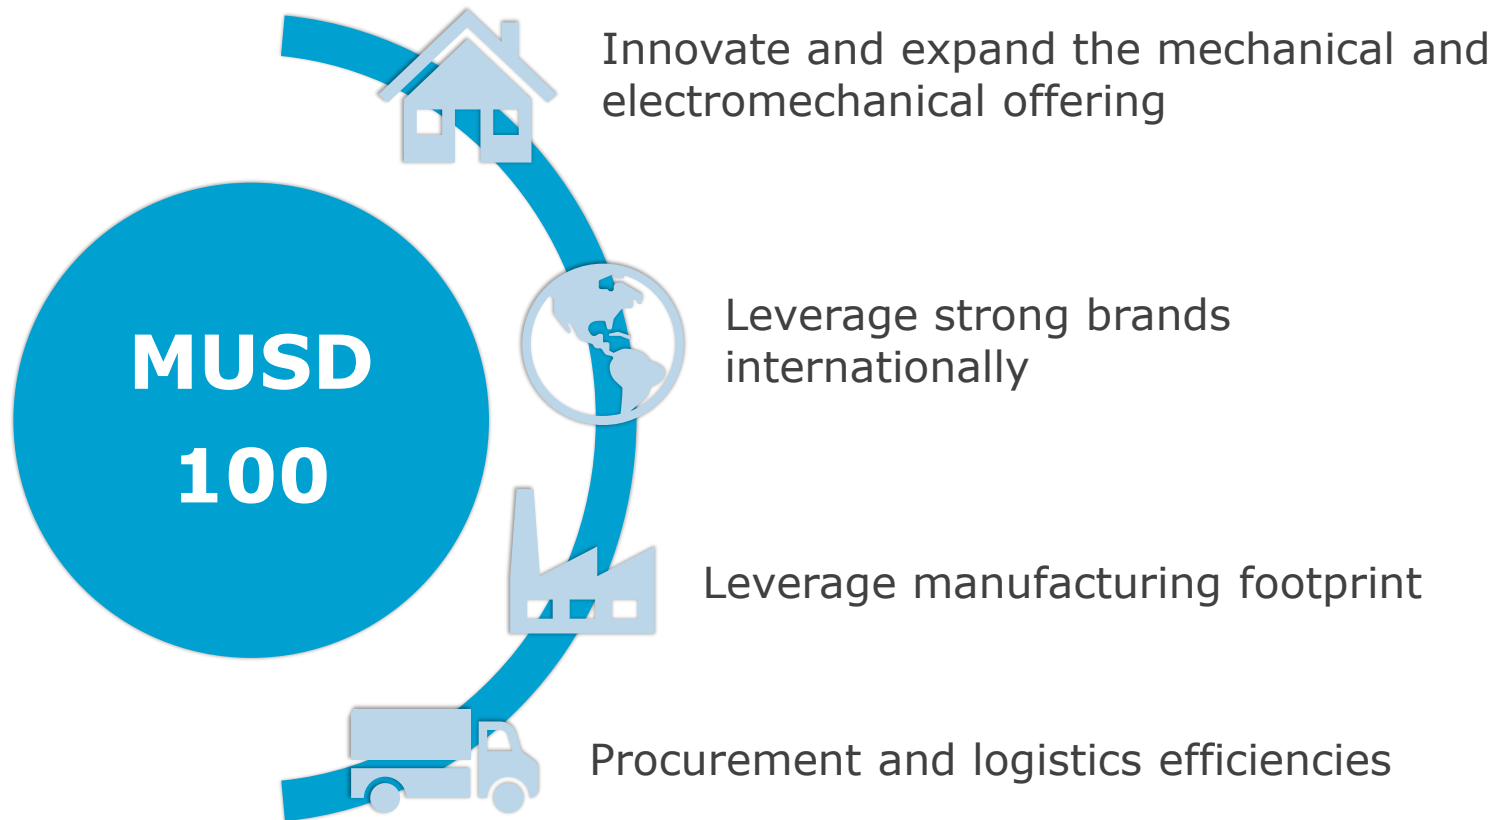 Innovate and expand the mechanical and
electromechanical offering
MUSD
100
Leverage strong brands
internationally
Leverage manufacturing footprint
Procurement and logistics efficiencies